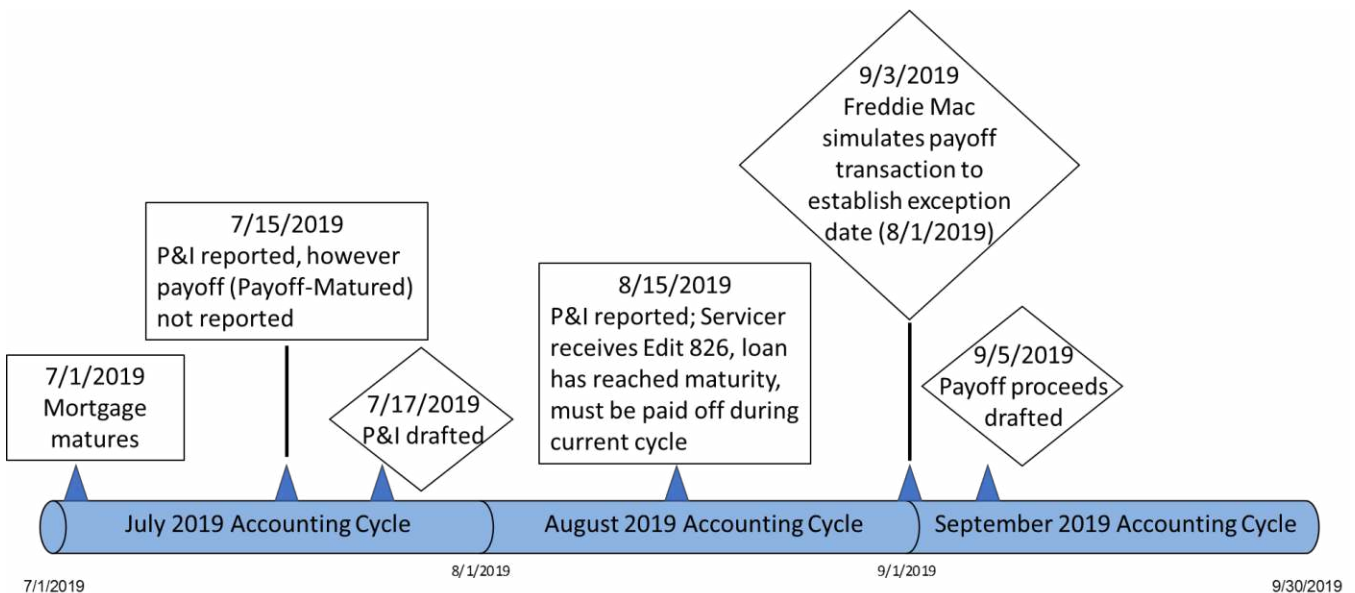 7/1/2019
Mortgage
matures
7/15/2019
P&I reported, however
payoff (Payoff-Matured)
not reported
7/17/2019
P&I drafted
8/15/2019
P&I reported; Servicer
receives Edit 826, loan
has reached maturity,
must be paid off during
current cycle
9/3/2019
Freddie Mac
simulates payoff
transaction to
establish exception
date (8/1/2019)
9/5/2019
Payoff proceeds
drafted
July 2019 Accounting Cycle
August 2019 Accounting Cycle
September 2019 Accounting Cycle
7/1/2019
8/1/2019
9/1/2019
9/30/2019